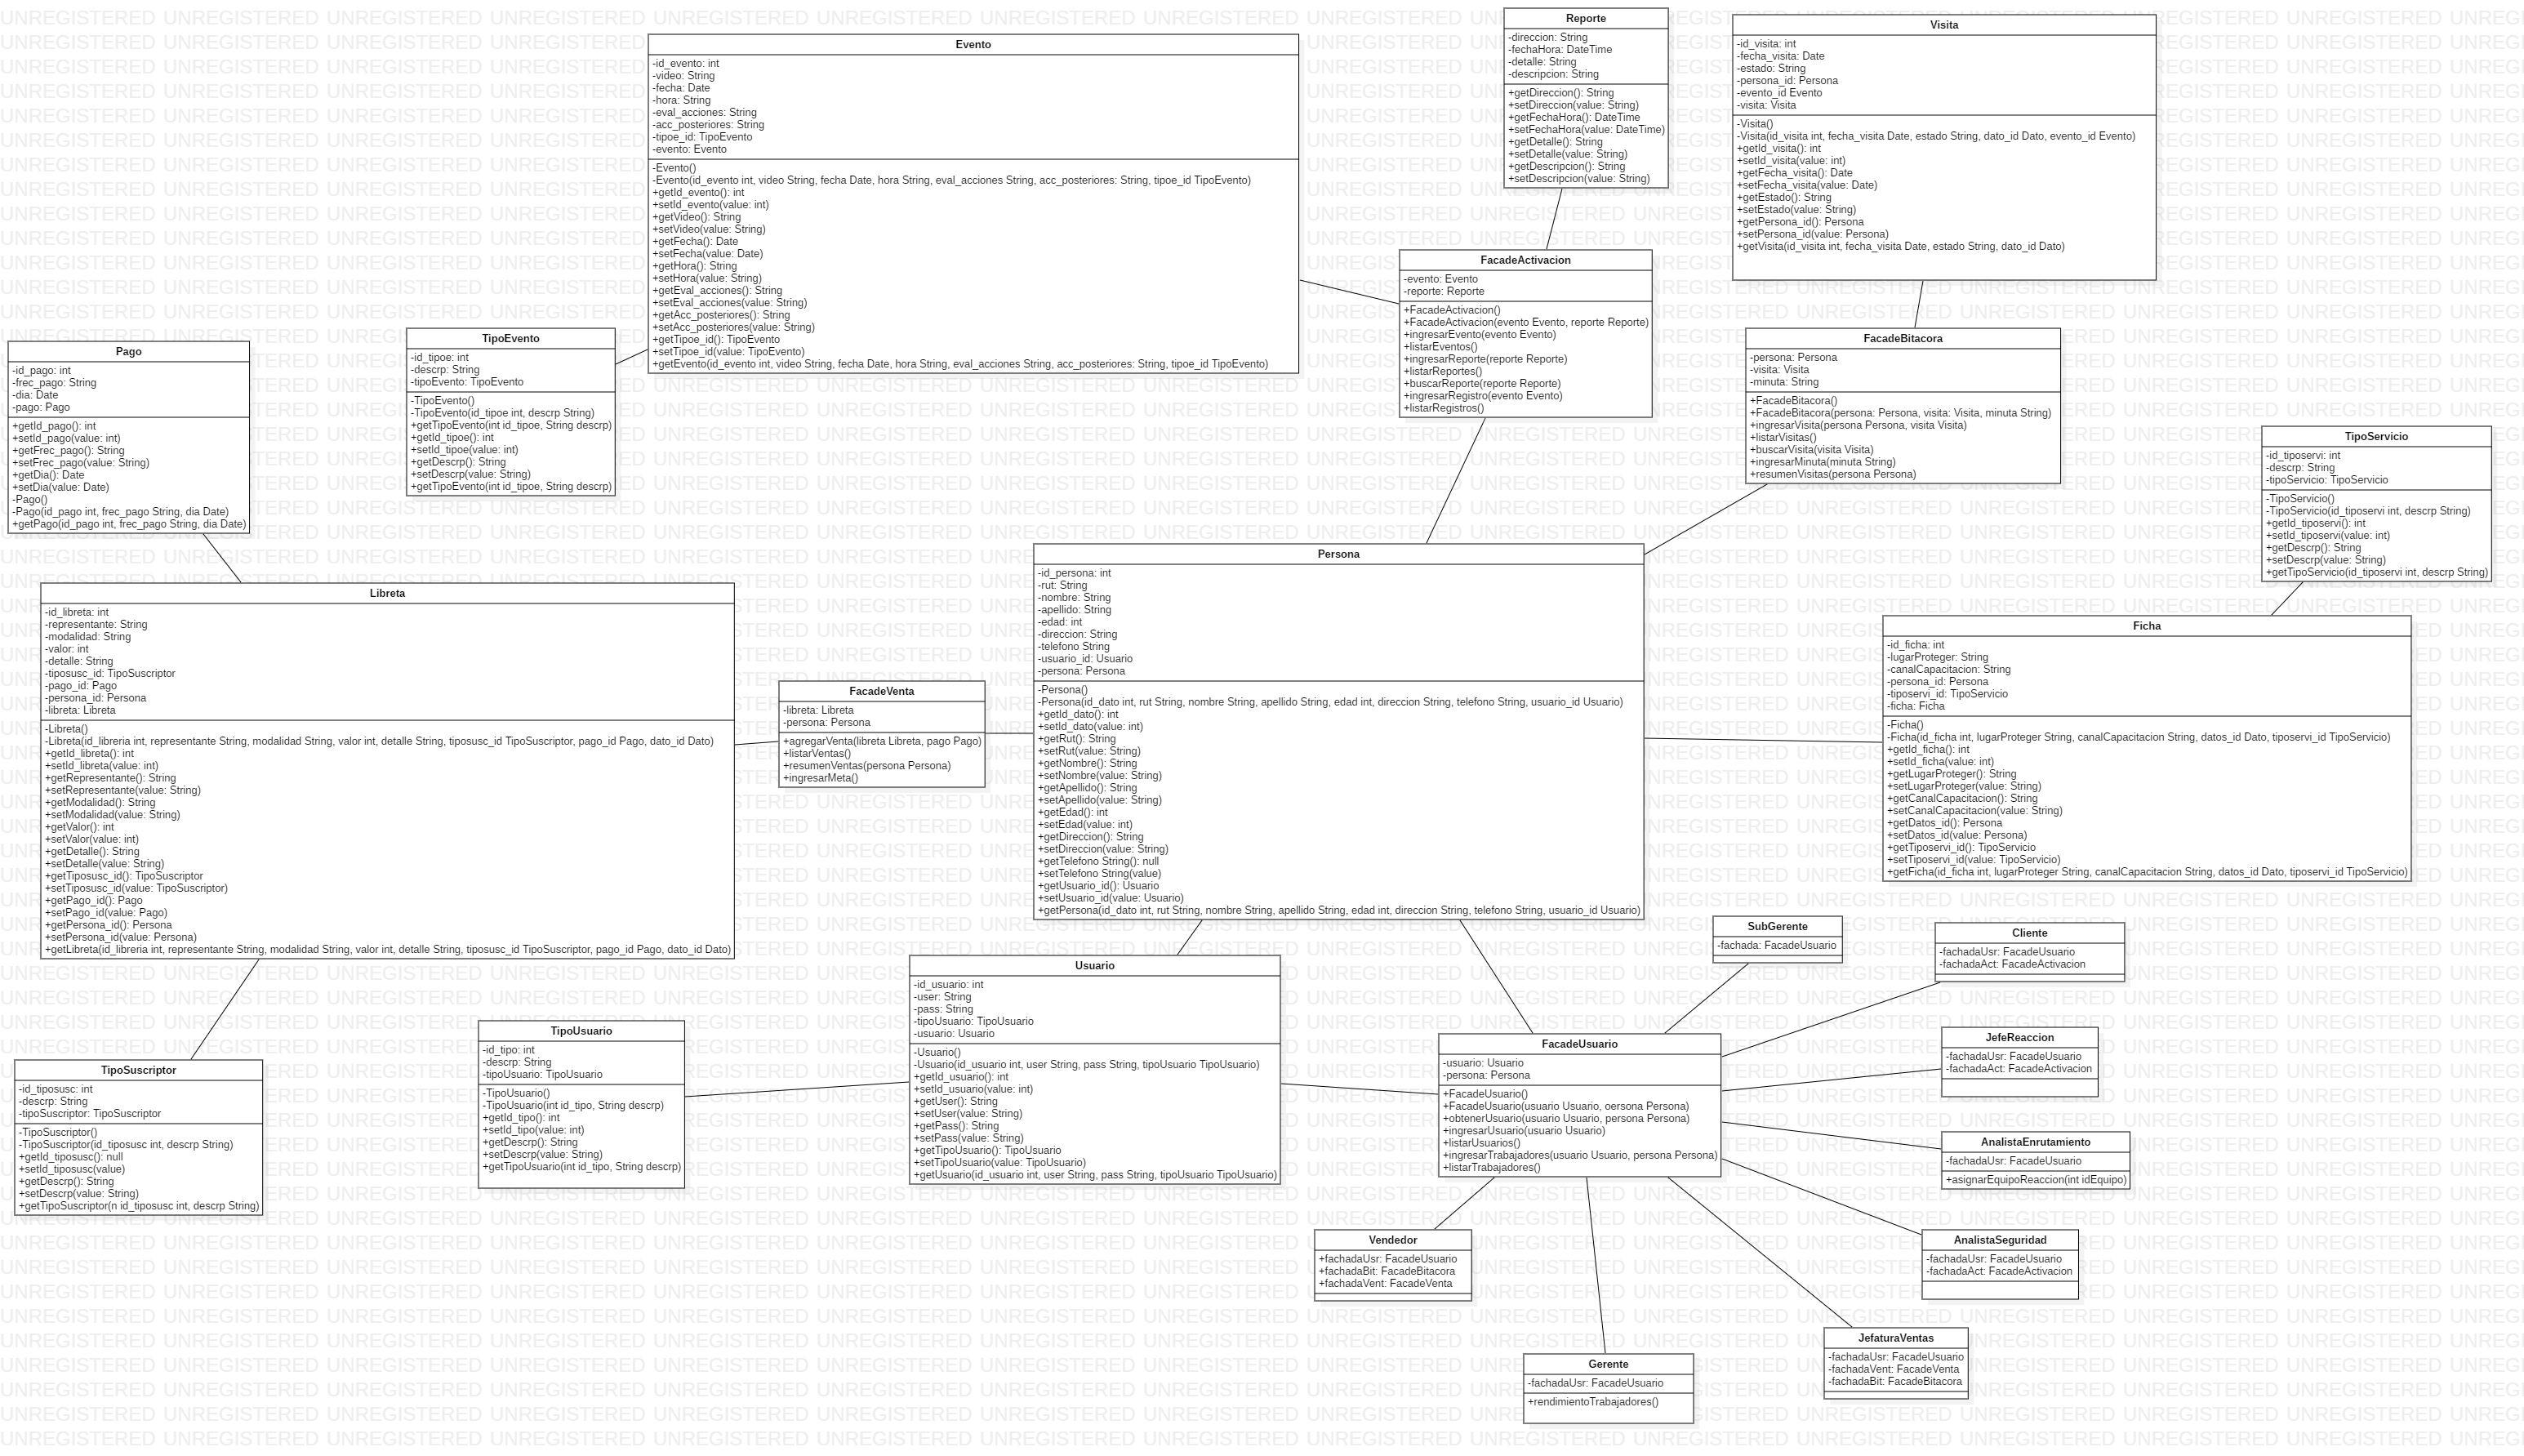 Reporte
-direccion: String
-fechaHora: DateTime
-detalle: String
-descripcion: String
+getDireccion(): String
+setDireccion(value: String)
+getFechaHora(): DateTime
+setFechaHora(value: DateTime)
+getDetalle(): String
+setDetalle(value: String)
+getDescripcion(): String
+setDescripcion(value: String)
Visita
-id_visita: int
-fecha_visita: Date
-estado: String
-persona_id: Persona
-evento_id Evento
-visita: Visita
-Visita()
-Visita(id_visita int, fecha_visita Date, estado String, dato_id Dato, evento_id Evento)
+getId_visita(): int
+setId_visita(value: int)
+getFecha_visita(): Date
+setFecha_visita(value: Date)
+getEstado(): String
+setEstado(value: String)
+getPersona_id(): Persona
+setPersona_id(value: Persona)
+getVisita(id_visita int, fecha_visita Date, estado String, dato_id Dato)
Evento
-id_evento: int
-video: String
-fecha: Date
-hora: String
-eval_acciones: String
-acc_posteriores: String
-tipoe_id: TipoEvento
-evento: Evento
-Evento()
-Evento(id_evento int, video String, fecha Date, hora String, eval_acciones String, acc_posteriores: String, tipoe_id TipoEvento)
+getId_evento(): int
+setId_evento(value: int)
+getVideo(): String
+setVideo(value: String)
+getFecha(): Date
+setFecha(value: Date)
+getHora(): String
+setHora(value: String)
+getEval_acciones(): String
+setEval_acciones(value: String)
+getAcc_posteriores(): String
+setAcc_posteriores(value: String)
+getTipoe_id(): TipoEvento
+setTipoe_id(value: TipoEvento)
+getEvento(id_evento int, video String, fecha Date, hora String, eval_acciones String, acc_posteriores: String, tipoe_id TipoEvento)
FacadeActivacion
-evento: Evento
-reporte: Reporte
+FacadeActivacion()
+FacadeActivacion(evento Evento, reporte Reporte)
+ingresarEvento(evento Evento)
+listarEventos()
+ingresarReporte(reporte Reporte)
+listarReportes()
+buscarReporte(reporte Reporte)
+ingresarRegistro(evento Evento)
+listarRegistros()
FacadeBitacora
-persona: Persona
-visita: Visita
-minuta: String
+FacadeBitacora()
+FacadeBitacora(persona: Persona, visita: Visita, minuta String)
+ingresarVisita(persona Persona, visita Visita)
+listarVisitas()
+buscarVisita(visita Visita)
+ingresarMinuta(minuta String)
+resumenVisitas(persona Persona)
TipoEvento
-id_tipoe: int
-descrp: String
-tipoEvento: TipoEvento
-TipoEvento()
-TipoEvento(id_tipoe int, descrp String)
+getTipoEvento(int id_tipoe, String descrp)
+getId_tipoe(): int
+setId_tipoe(value: int)
+getDescrp(): String
+setDescrp(value: String)
+getTipoEvento(int id_tipoe, String descrp)
Pago
-id_pago: int
-frec_pago: String
-dia: Date
-pago: Pago
+getId_pago(): int
+setId_pago(value: int)
+getFrec_pago(): String
+setFrec_pago(value: String)
+getDia(): Date
+setDia(value: Date)
-Pago()
-Pago(id_pago int, frec_pago String, dia Date)
+getPago(id_pago int, frec_pago String, dia Date)
TipoServicio
-id_tiposervi: int
-descrp: String
-tipoServicio: TipoServicio
-TipoServicio()
-TipoServicio(id_tiposervi int, descrp String)
+getId_tiposervi(): int
+setId_tiposervi(value: int)
+getDescrp(): String
+setDescrp(value: String)
+getTipoServicio(id_tiposervi int, descrp String)
Libreta
-id_libreta: int
-representante: String
-modalidad: String
-valor: int
-detalle: String
-tiposusc_id: TipoSuscriptor
-pago_id: Pago
-persona_id: Persona
-libreta: Libreta
-Libreta()
-Libreta(id_libreria int, representante String, modalidad String, valor int, detalle String, tiposusc_id TipoSuscriptor, pago_id Pago, dato_id Dato)
+getId_libreta(): int
+setId_libreta(value: int)
+getRepresentante(): String
+setRepresentante(value: String)
+getModalidad(): String
+setModalidad(value: String)
+getValor(): int
+setValor(value: int)
+getDetalle(): String
+setDetalle(value: String)
+getTiposusc_id(): TipoSuscriptor
+setTiposusc_id(value: TipoSuscriptor)
+getPago_id(): Pago
+setPago_id(value: Pago)
+getPersona_id(): Persona
+setPersona_id(value: Persona)
+getLibreta(id_libreria int, representante String, modalidad String, valor int, detalle String, tiposusc_id TipoSuscriptor, pago_id Pago, dato_id Dato)
FacadeVenta
-libreta: Libreta
-persona: Persona
+agregarVenta(libreta Libreta, pago Pago)
+listarVentas()
+resumenVentas(persona Persona)
+ingresarMeta()
Persona
-id_persona: int
-rut: String
-nombre: String
-apellido: String
-edad: int
-direccion: String
-telefono String
-usuario_id: Usuario
-persona: Persona
-Persona()
-Persona(id_dato int, rut String, nombre String, apellido String, edad int, direccion String, telefono String, usuario_id Usuario)
+getId_dato(): int
+setId_dato(value: int)
+getRut(): String
+setRut(value: String)
+getNombre(): String
+setNombre(value: String)
+getApellido(): String
+setApellido(value: String)
+getEdad(): int
+setEdad(value: int)
+getDireccion(): String
+setDireccion(value: String)
+getTelefono String(): null
+setTelefono String(value)
+getUsuario_id(): Usuario
+setUsuario_id(value: Usuario)
+getPersona(id_dato int, rut String, nombre String, apellido String, edad int, direccion String, telefono String, usuario_id Usuario)
Ficha
-id_ficha: int
-lugarProteger: String
-canalCapacitacion: String
-persona_id: Persona
-tiposervi_id: TipoServicio
-ficha: Ficha
-Ficha()
-Ficha(id_ficha int, lugarProteger String, canalCapacitacion String, datos_id Dato, tiposervi_id TipoServicio)
+getId_ficha(): int
+setId_ficha(value: int)
+getLugarProteger(): String
+setLugarProteger(value: String)
+getCanalCapacitacion(): String
+setCanalCapacitacion(value: String)
+getDatos_id(): Persona
+setDatos_id(value: Persona)
+getTiposervi_id(): TipoServicio
+setTiposervi_id(value: TipoServicio)
+getFicha(id_ficha int, lugarProteger String, canalCapacitacion String, datos_id Dato, tiposervi_id TipoServicio)
SubGerente
-fachada: FacadeUsuario
Cliente
-fachadaUsr: FacadeUsuario
-fachadaAct: FacadeActivacion
Usuario
-id_usuario: int
-user: String
-pass: String
-tipoUsuario: TipoUsuario
-usuario: Usuario
-Usuario()
-Usuario(id_usuario int, user String, pass String, tipoUsuario TipoUsuario)
+getId_usuario(): int
+setId_usuario(value: int)
+getUser(): String
+setUser(value: String)
+getPass(): String
+setPass(value: String)
+getTipoUsuario(): TipoUsuario
+setTipoUsuario(value: TipoUsuario)
+getUsuario(id_usuario int, user String, pass String, tipoUsuario TipoUsuario)
TipoUsuario
-id_tipo: int
-descrp: String
-tipoUsuario: TipoUsuario
-TipoUsuario()
-TipoUsuario(int id_tipo, String descrp)
+getId_tipo(): int
+setId_tipo(value: int)
+getDescrp(): String
+setDescrp(value: String)
+getTipoUsuario(int id_tipo, String descrp)
TipoSuscriptor
-id_tiposusc: int
-descrp: String
-tipoSuscriptor: TipoSuscriptor
-TipoSuscriptor()
-TipoSuscriptor(id_tiposusc int, descrp String)
+getId_tiposusc(): null
+setId_tiposusc(value)
+getDescrp(): String
+setDescrp(value: String)
+getTipoSuscriptor(n id_tiposusc int, descrp String)
FacadeUsuario
-usuario: Usuario
-persona: Persona
+FacadeUsuario()
+FacadeUsuario(usuario Usuario, oersona Persona)
+obtenerUsuario(usuario Usuario, persona Persona)
+ingresarUsuario(usuario Usuario)
+listarUsuarios()
+ingresarTrabajadores(usuario Usuario, persona Persona)
+listarTrabajadores()
JefeReaccion
-fachadaUsr: FacadeUsuario
-fachadaAct: FacadeActivacion
AnalistaEnrutamiento
-fachadaUsr: FacadeUsuario
+asignarEquipoReaccion(int idEquipo)
AnalistaSeguridad
-fachadaUsr: FacadeUsuario
-fachadaAct: FacadeActivacion
Vendedor
+fachadaUsr: FacadeUsuario
+fachadaBit: FacadeBitacora
+fachadaVent: FacadeVenta
JefaturaVentas
-fachadaUsr: FacadeUsuario
-fachadaVent: FacadeVenta
-fachadaBit: FacadeBitacora
Gerente
-fachadaUsr: FacadeUsuario
+rendimientoTrabajadores()
UNREGISTERED